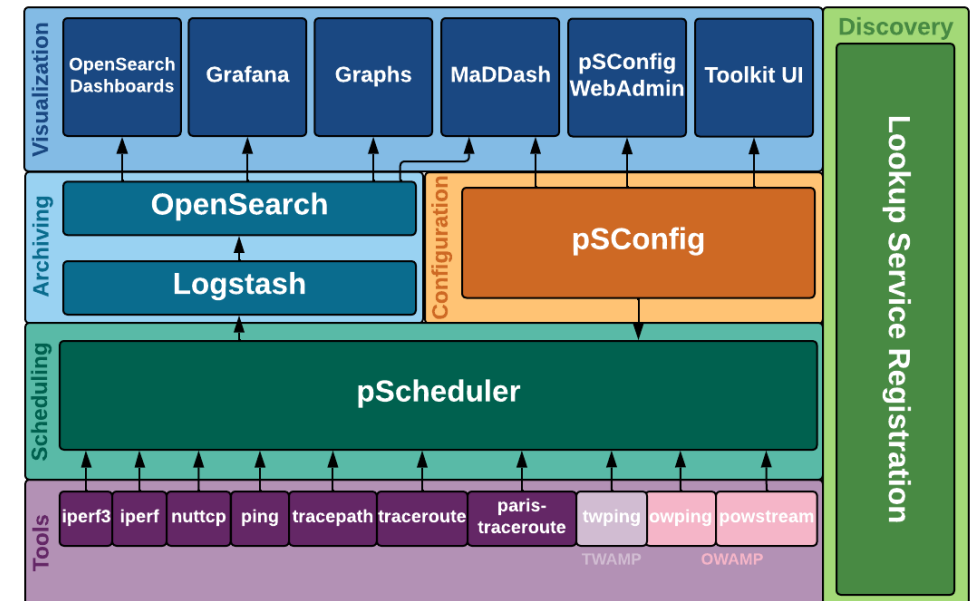 Visualization
OpenSearch
Dashboards
Grafana
Graphs
MaDDash
pSConfig
WebAdmin
Toolkit UI
Discovery
Lookup Service Registration
Archiving
OpenSearch
Logstash
Configuration
pSConfig
Scheduling
pScheduler
Tools
iperf3
iperf
nuttcp
ping
tracepath
traceroute
paris-
traceroute
twping
owping
powstream
TWAMP
OWAMP